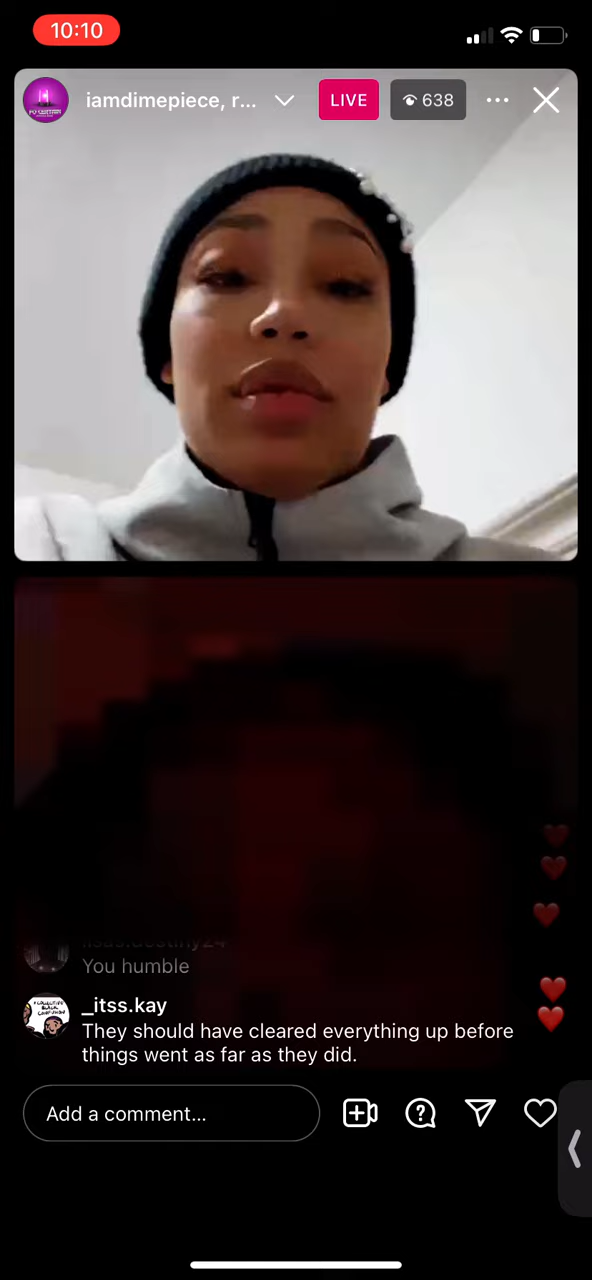 10:10
iamdimepiece, r...
LIVE
638
You humble
_itss.kay
They should have cleared everything up before
things went as far as they did.
Add a comment...